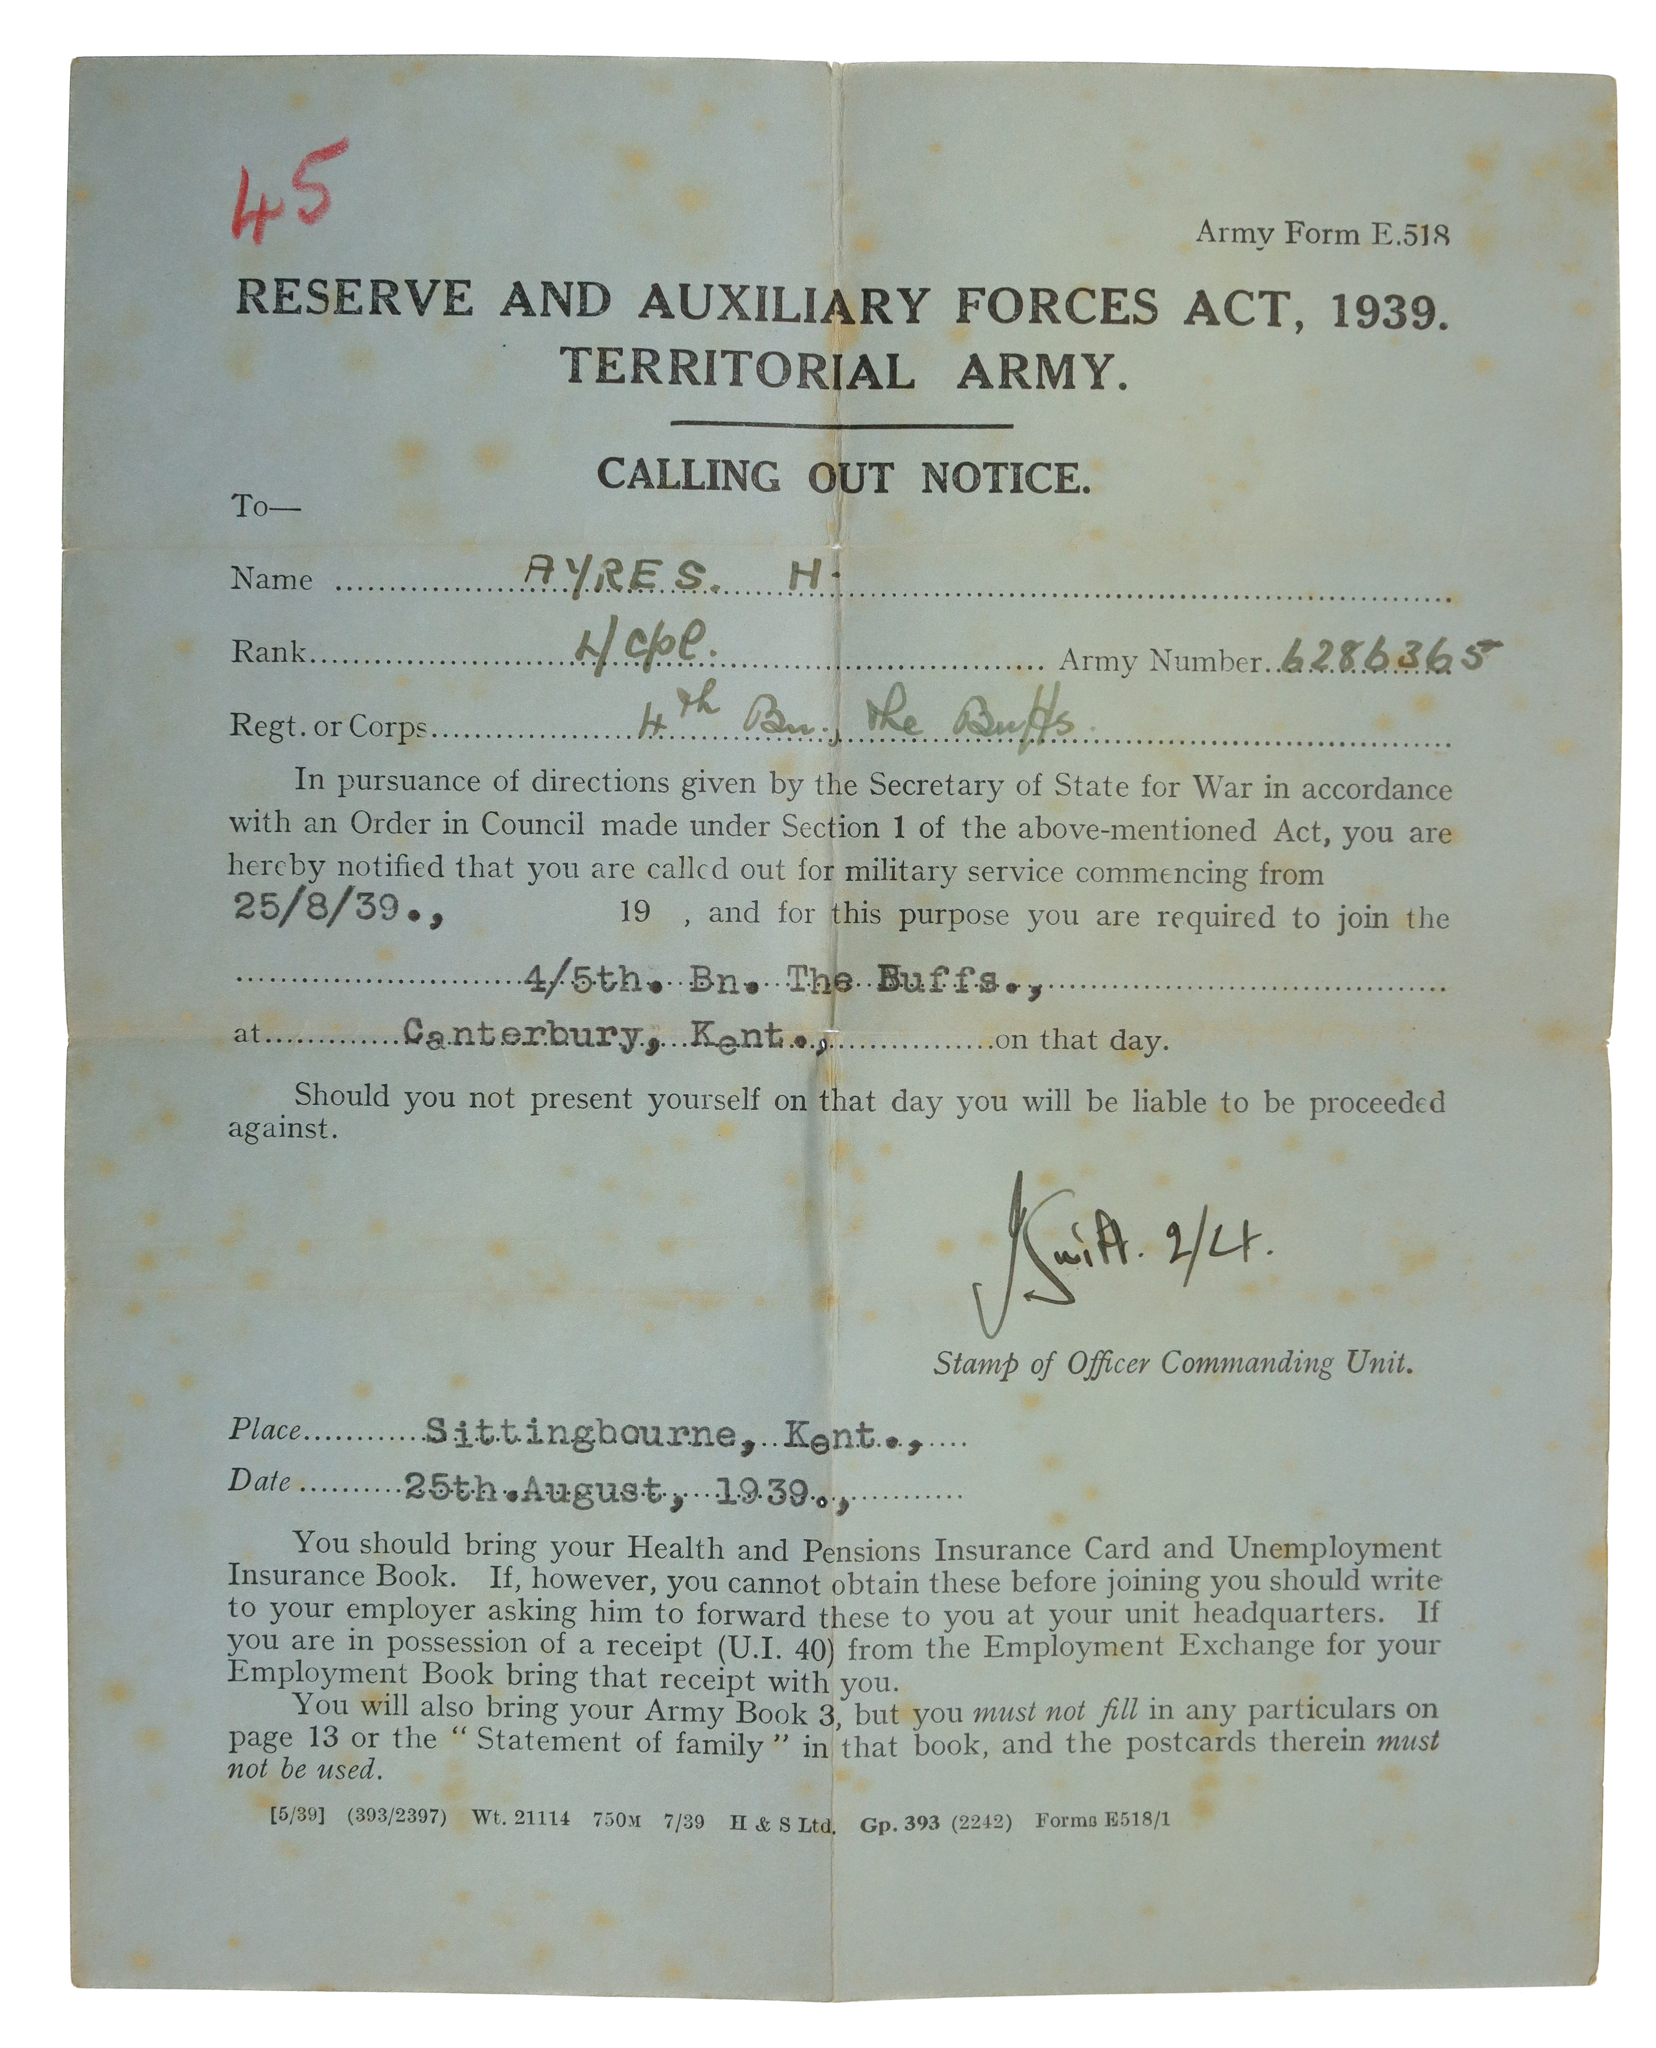 45
Army Form E.518
RESERVE AND AUXILIARY FORCES ACT, 1939.
TERRITORIAL ARMY.
CALLING OUT NOTICE.
To—
Name AYRES. H.
Rank L/Cpl. Army Number 6286365
Regt. or Corps 4th Bn., The Buffs.
In pursuance of directions given by the Secretary of State for War in accordance
with an Order in Council made under Section 1 of the above-mentioned Act, you are
hereby notified that you are called out for military service commencing from
25/8/39., 19 , and for this purpose you are required to join the
4/5th. Bn. The Buffs.,
at Canterbury, Kent., on that day.
Should you not present yourself on that day you will be liable to be proceeded
against.
JSwift. 2/Lt.
Stamp of Officer Commanding Unit.
Place Sittingbourne, Kent.,
Date 25th. August, 1939.,
You should bring your Health and Pensions Insurance Card and Unemployment
Insurance Book. If, however, you cannot obtain these before joining you should write
to your employer asking him to forward these to you at your unit headquarters. If
you are in possession of a receipt (U.I. 40) from the Employment Exchange for your
Employment Book bring that receipt with you.
You will also bring your Army Book 3, but you must not fill in any particulars on
page 13 or the “ Statement of family ” in that book, and the postcards therein must
not be used.
[5/39] (393/2397) Wt. 21114 750M 7/39 H & S Ltd. Gp. 393 (2242) Forms E518/1